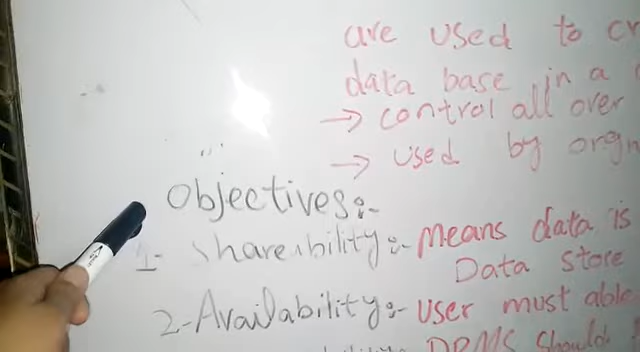 are used to
data base in a
→ control all over
→ used by
Objectives:-
1- Shareability:- Means data is
Data store
2- Availability:- User must able
DBMS should